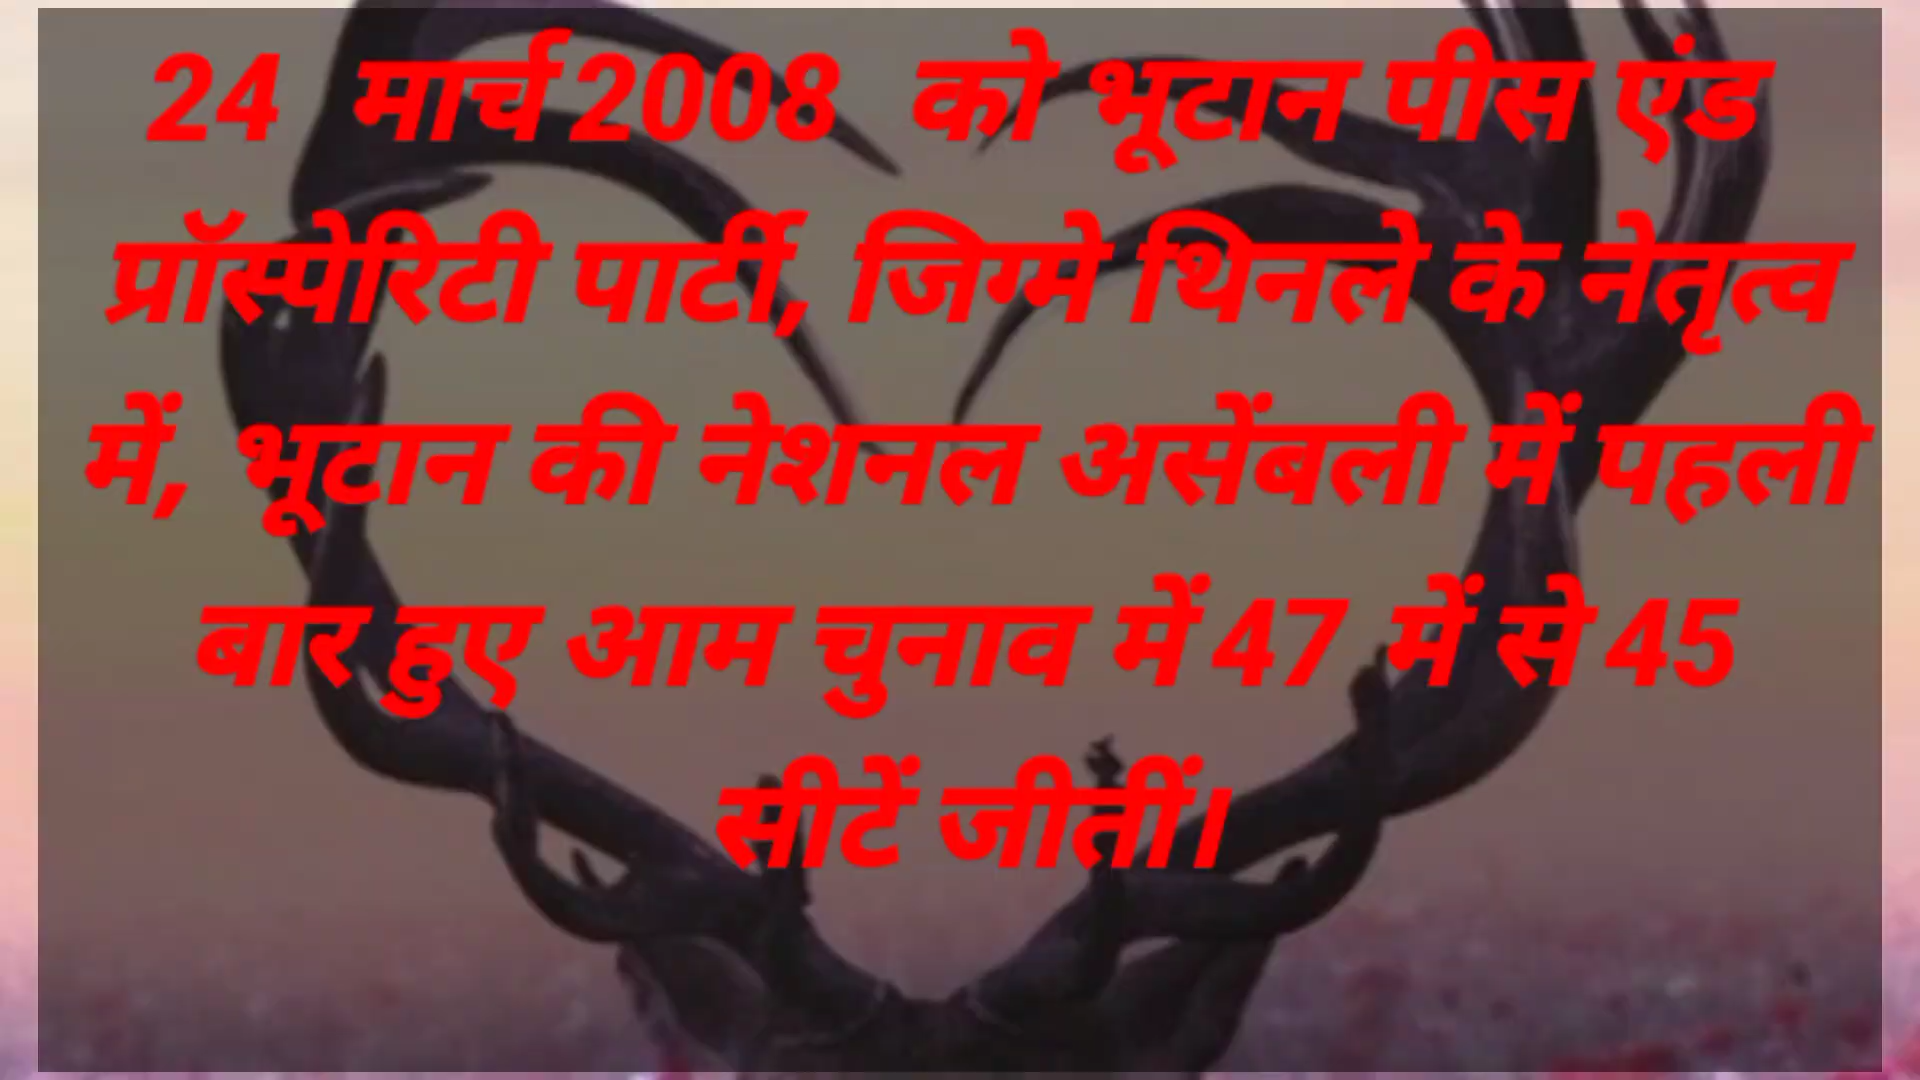 24 मार्च 2008 को भूटान पीस एंड
प्रॉस्पेरिटी पार्टी, जिग्मे थिनले के नेतृत्व
में, भूटान की नेशनल असेंबली में पहली
बार हुए आम चुनाव में 47 में से 45
सीटें जीतीं।